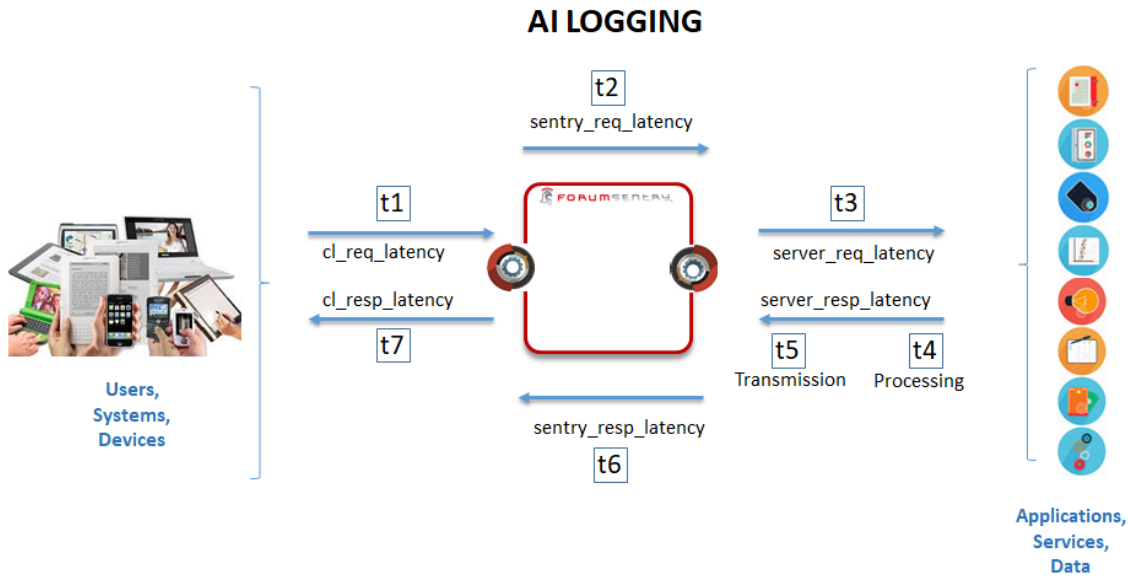 AI LOGGING
t2
sentry_req_latency
FORUMSENTRY
t1
cl_req_latency
t3
server_req_latency
cl_resp_latency
t7
server_resp_latency
t5
t4
Transmission
Processing
sentry_resp_latency
t6
Users,
Systems,
Devices
Applications,
Services,
Data